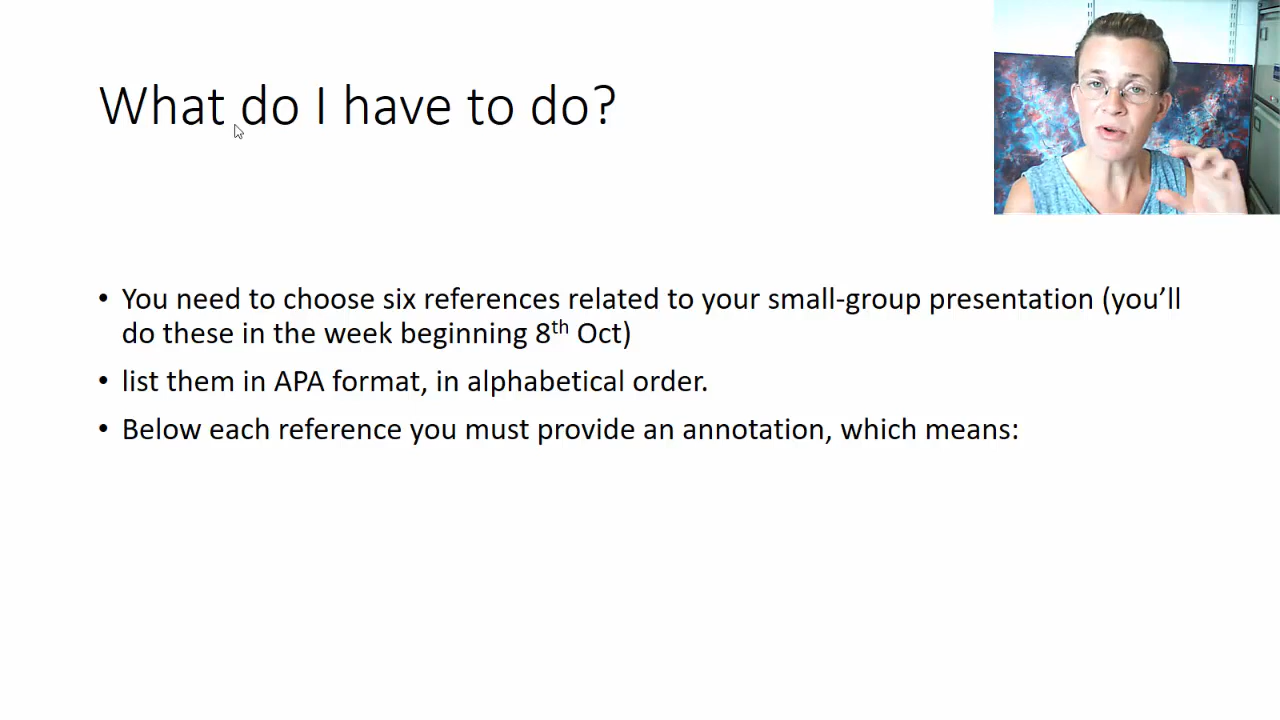 What do I have to do?
• You need to choose six references related to your small-group presentation (you’ll
do these in the week beginning 8th Oct)
• list them in APA format, in alphabetical order.
• Below each reference you must provide an annotation, which means: